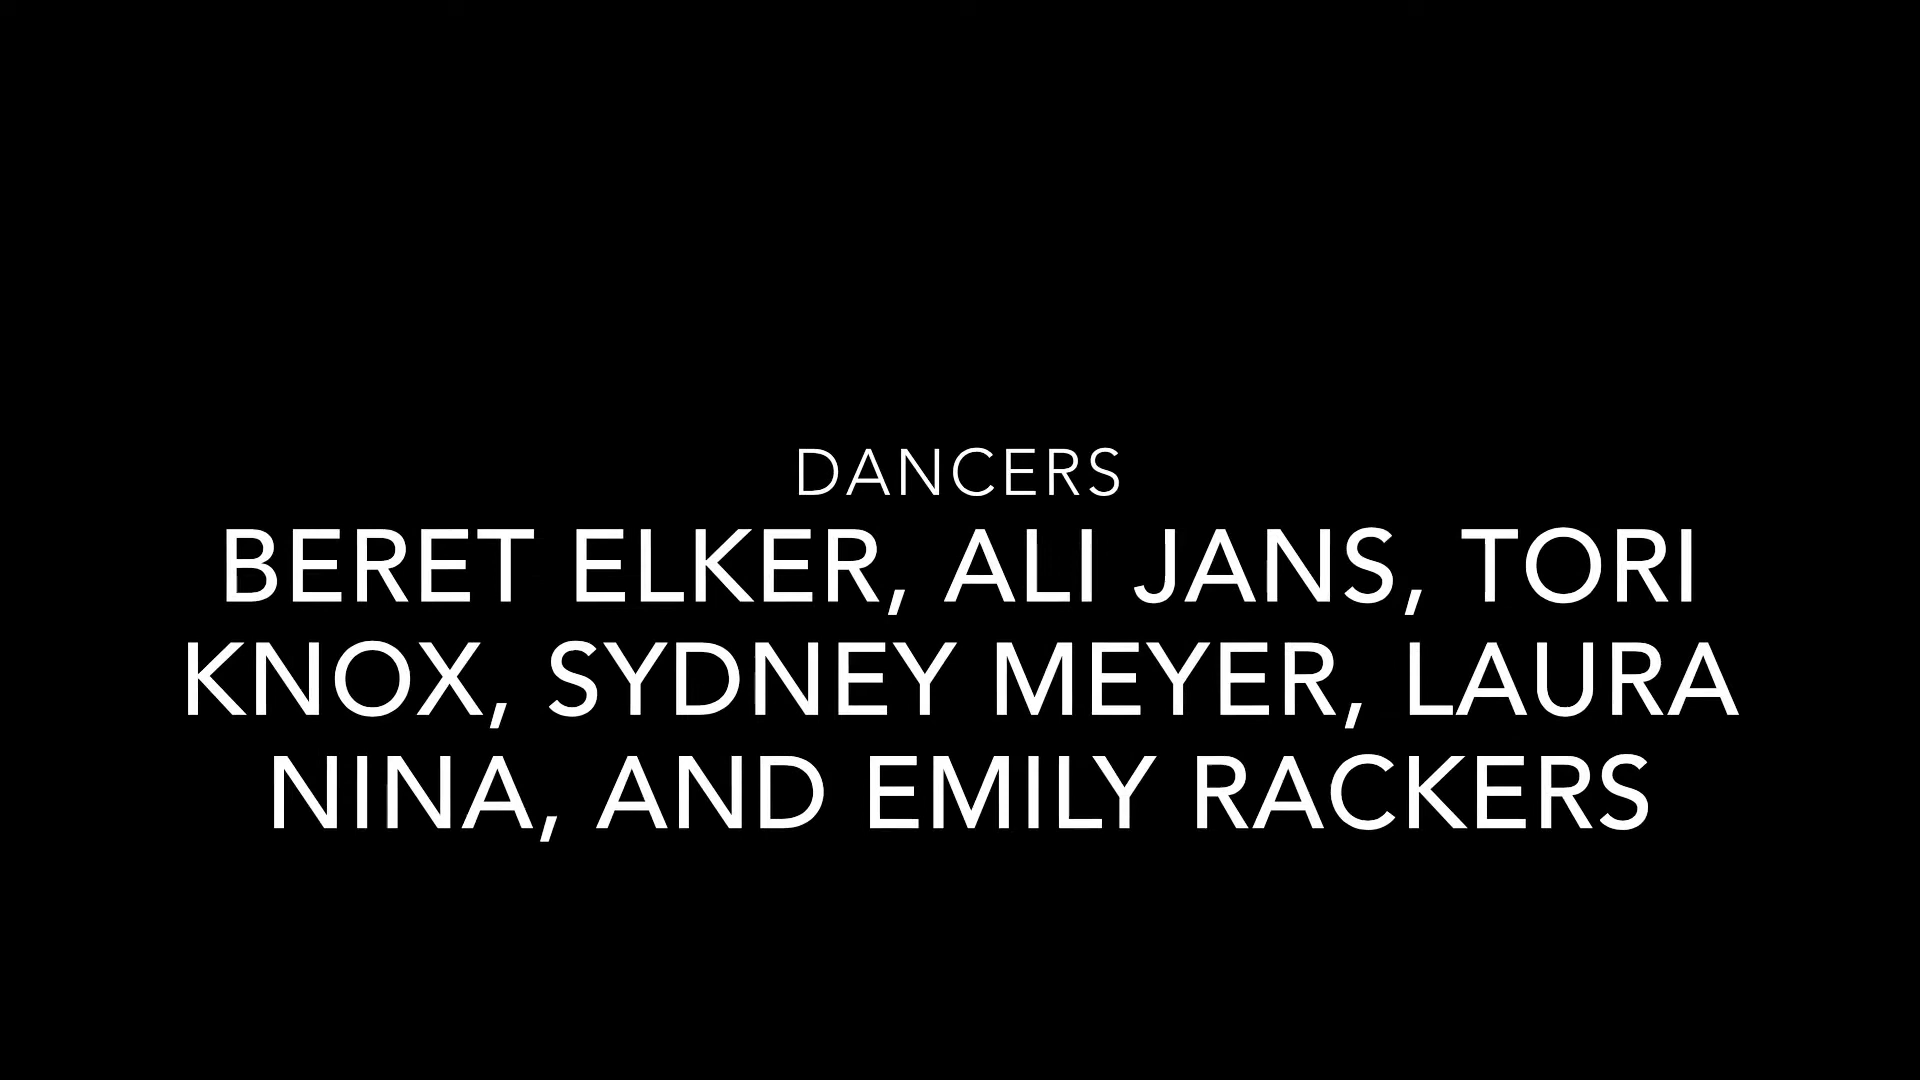 DANCERS
BERET ELKER, ALI JANS, TORI
KNOX, SYDNEY MEYER, LAURA
NINA, AND EMILY RACKERS